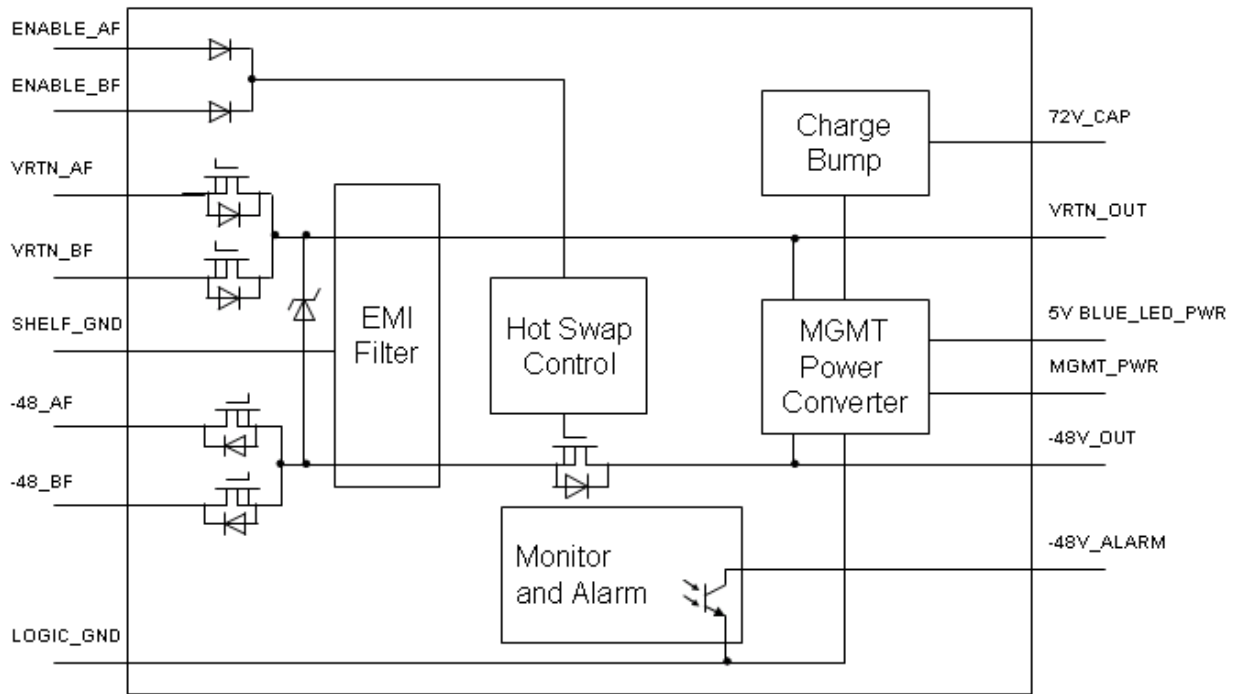 ENABLE_AF
ENABLE_BF
VRTN_AF
VRTN_BF
SHELF_GND
-48_AF
-48_BF
LOGIC_GND
EMI
Filter
Hot Swap
Control
Monitor
and Alarm
Charge
Bump
MGMT
Power
Converter
72V_CAP
VRTN_OUT
5V BLUE_LED_PWR
MGMT_PWR
-48V_OUT
-48V_ALARM